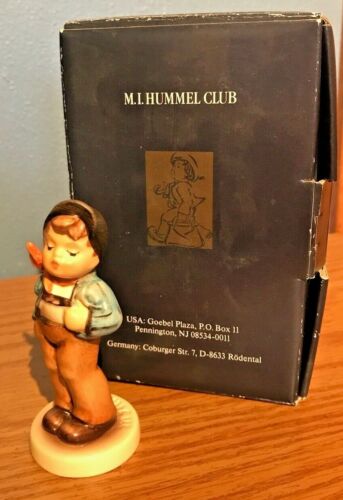 M.I. HUMMEL CLUB
USA: Goebel Plaza, P.O. Box 11
Pennington, NJ 08534-0011
Germany: Coburger Str. 7, D-8633 Rödental